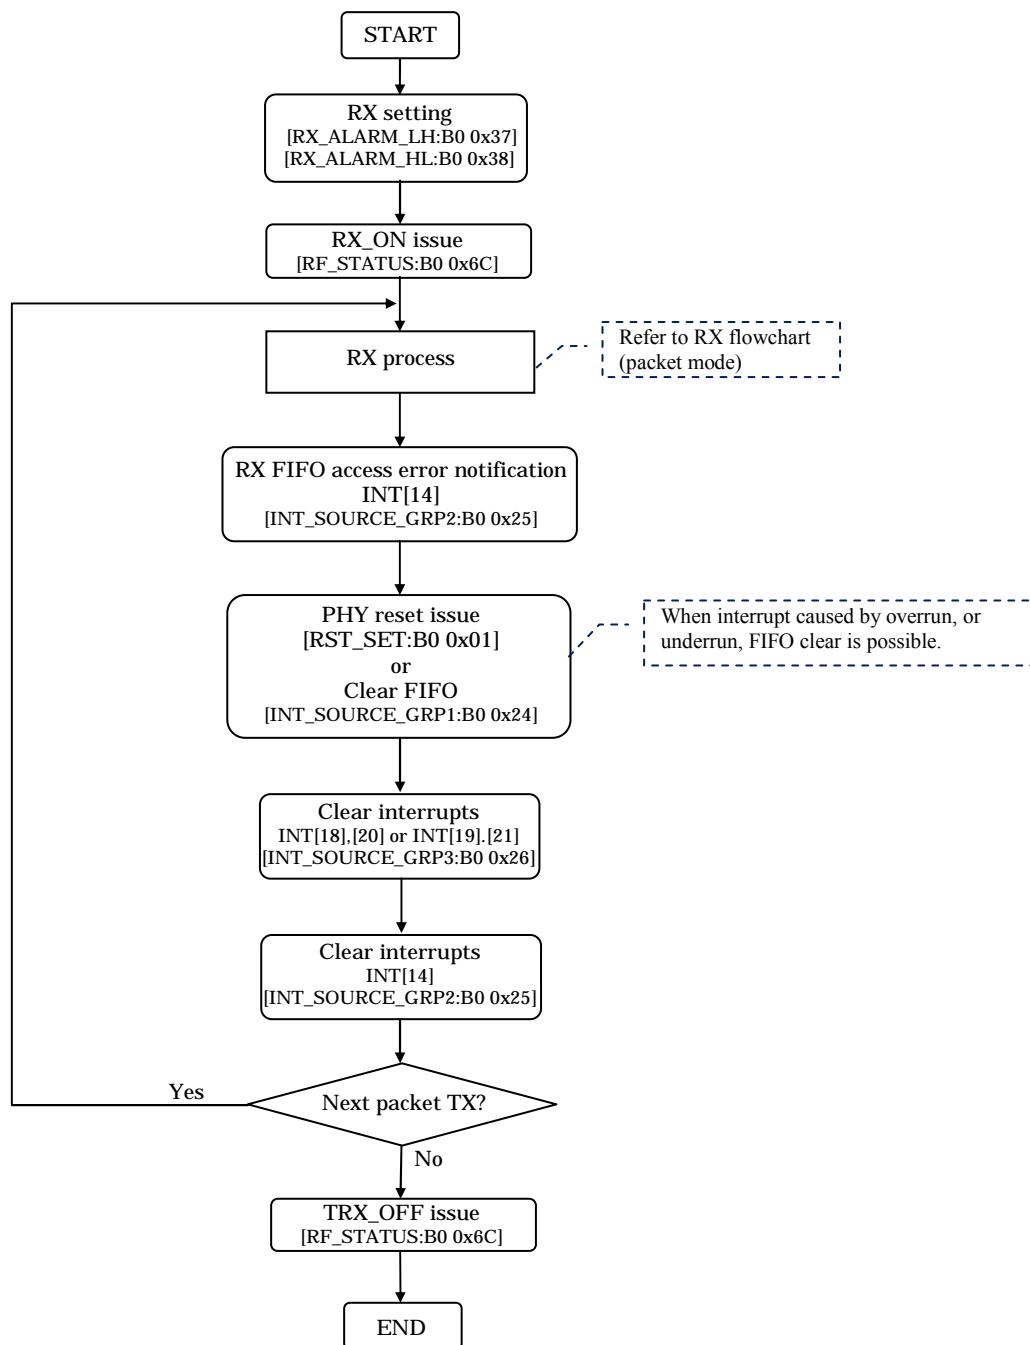 START
RX setting
[RX_ALARM_LH:B0 0x37]
[RX_ALARM_HL:B0 0x38]
RX_ON issue
[RF_STATUS:B0 0x6C]
RX process
Refer to RX flowchart
(packet mode)
RX FIFO access error notification
INT[14]
[INT_SOURCE_GRP2:B0 0x25]
PHY reset issue
[RST_SET:B0 0x01]
or
Clear FIFO
[INT_SOURCE_GRP1:B0 0x24]
When interrupt caused by overrun, or
underrun, FIFO clear is possible.
Clear interrupts
INT[18],[20] or INT[19].[21]
[INT_SOURCE_GRP3:B0 0x26]
Clear interrupts
INT[14]
[INT_SOURCE_GRP2:B0 0x25]
Yes
Next packet TX?
No
TRX_OFF issue
[RF_STATUS:B0 0x6C]
END